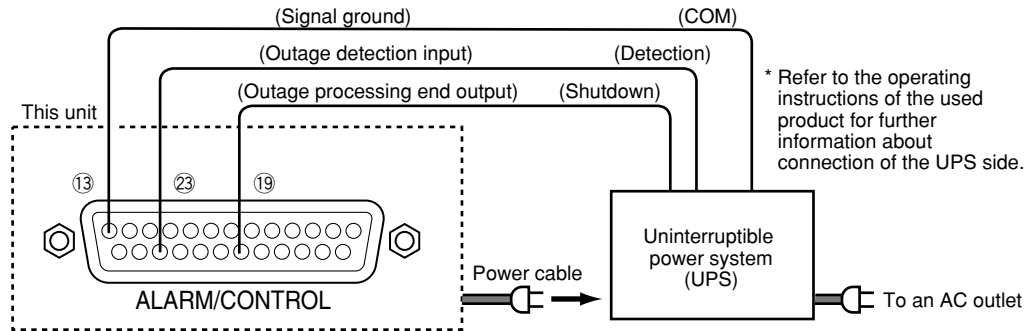 (Signal ground) (COM)
(Outage detection input) (Detection)
(Outage processing end output) (Shutdown)
* Refer to the operating
instructions of the used
product for further
information about
connection of the UPS side.
This unit
⑬ ㉓ ⑲
ALARM/CONTROL
Power cable
Uninterruptible
power system
(UPS)
To an AC outlet